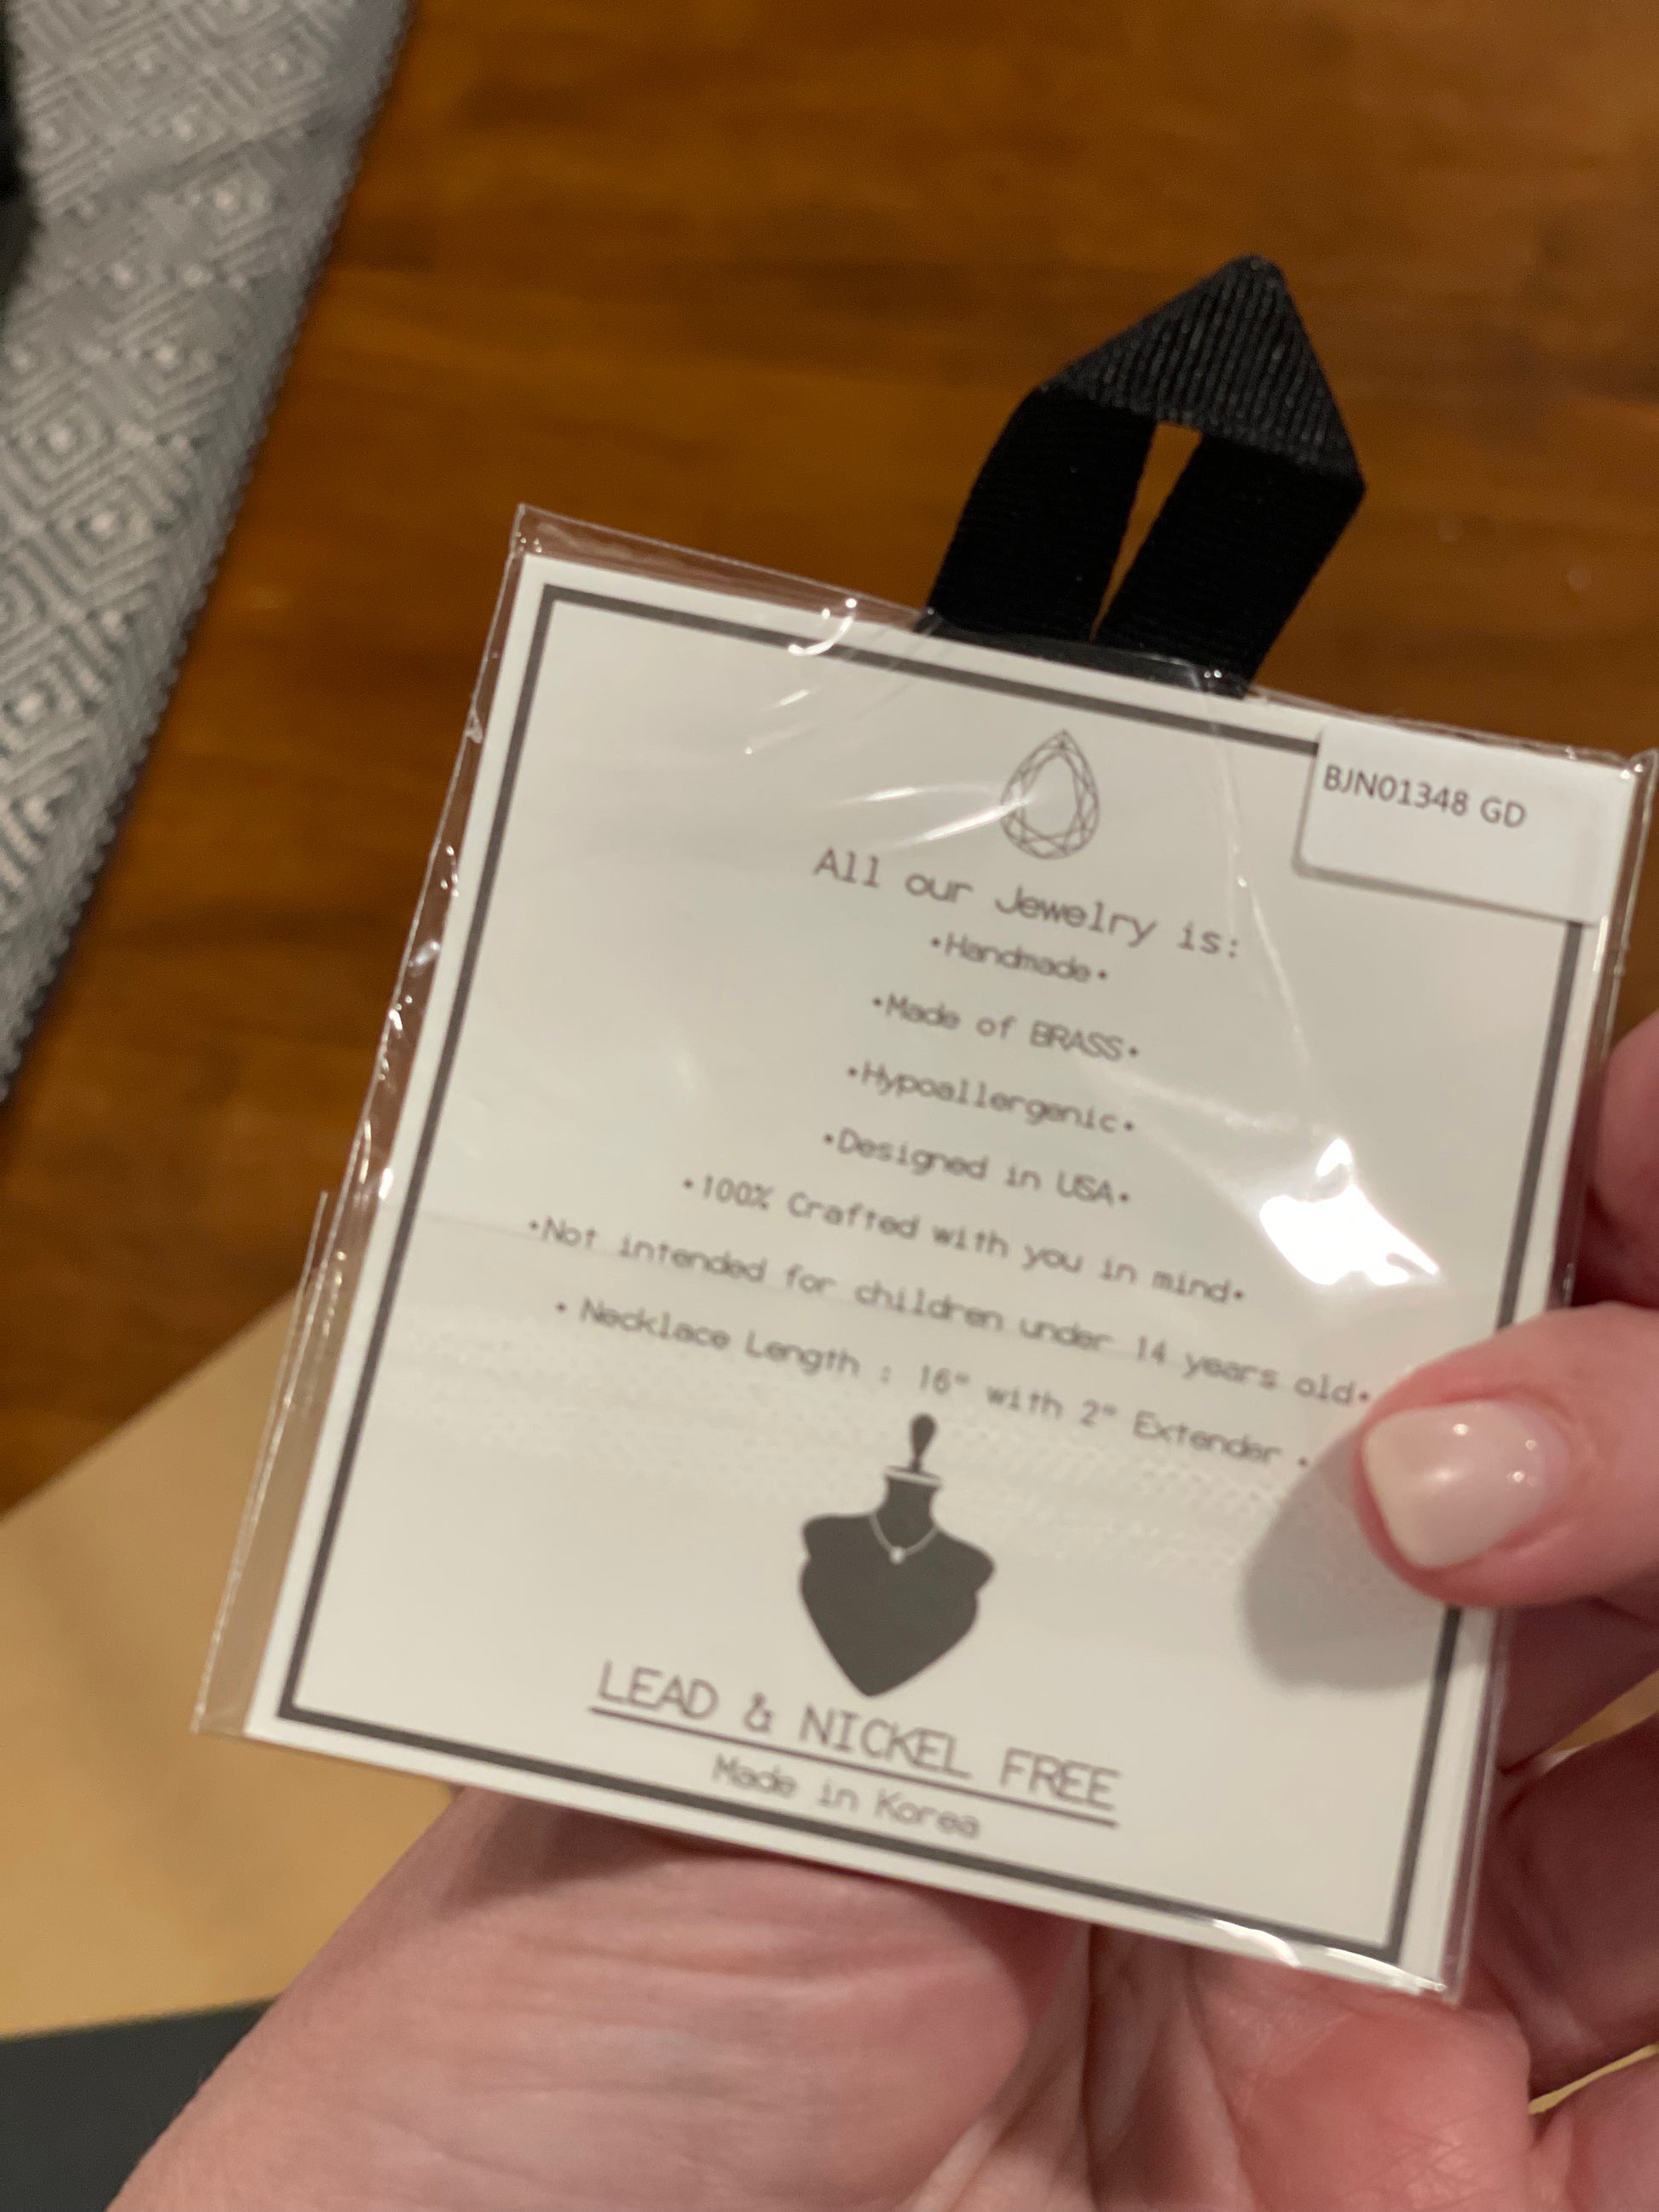 BJN01348 GD
All our Jewelry is:
•Handmade•
•Made of BRASS•
•Hypoallergenic•
•Designed in USA•
•100% Crafted with you in mind•
•Not intended for children under 14 years old•
• Necklace Length : 16" with 2" Extender •
LEAD & NICKEL FREE
Made in Korea